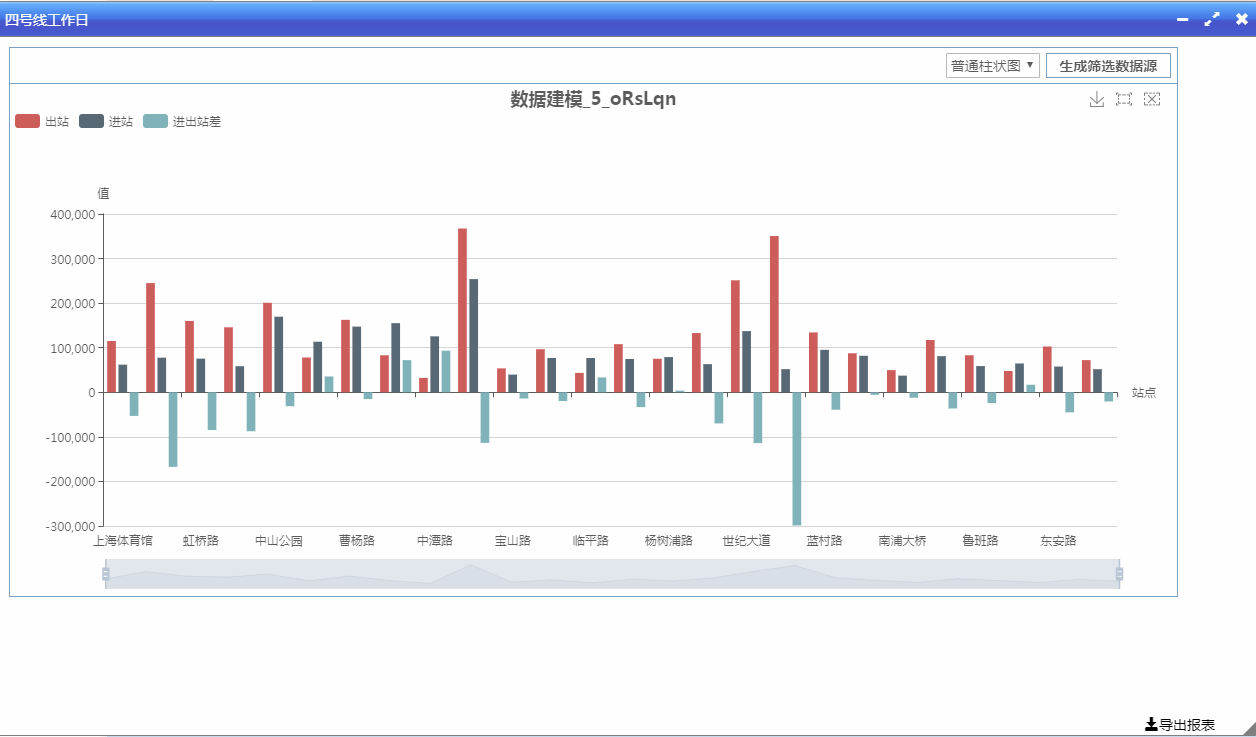 四号线工作日
普通柱状图
生成筛选数据源
数据建模_5_oRsLqn
出站 进站 进出站差
值
400,000
300,000
200,000
100,000
0
-100,000
-200,000
-300,000
站点
上海体育馆 虹桥路 中山公园 曹杨路 中潭路 宝山路 临平路 杨树浦路 世纪大道 蓝村路 南浦大桥 鲁班路 东安路
导出报表